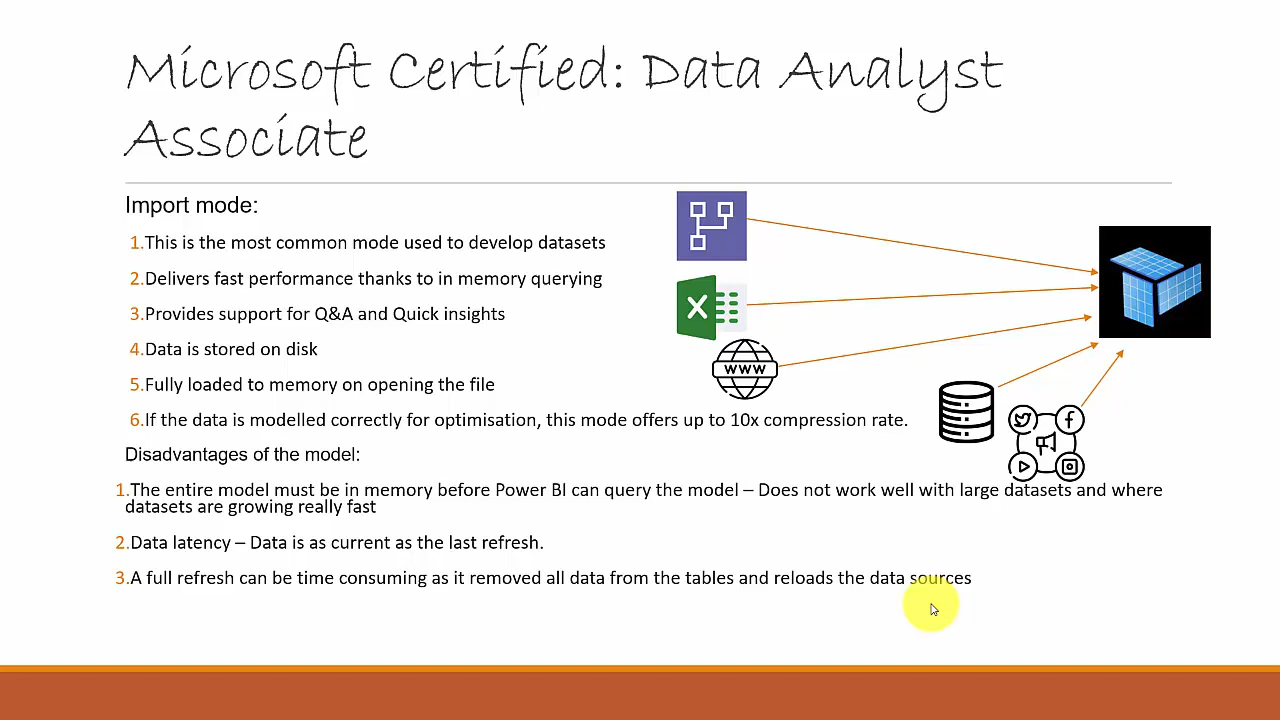 Microsoft Certified: Data Analyst
Associate
Import mode:
1.This is the most common mode used to develop datasets
2.Delivers fast performance thanks to in memory querying
3.Provides support for Q&A and Quick insights
4.Data is stored on disk
5.Fully loaded to memory on opening the file
6.If the data is modelled correctly for optimisation, this mode offers up to 10x compression rate.
X
WWW
f
Disadvantages of the model:
1.The entire model must be in memory before Power BI can query the model – Does not work well with large datasets and where
datasets are growing really fast
2.Data latency – Data is as current as the last refresh.
3.A full refresh can be time consuming as it removed all data from the tables and reloads the data sources